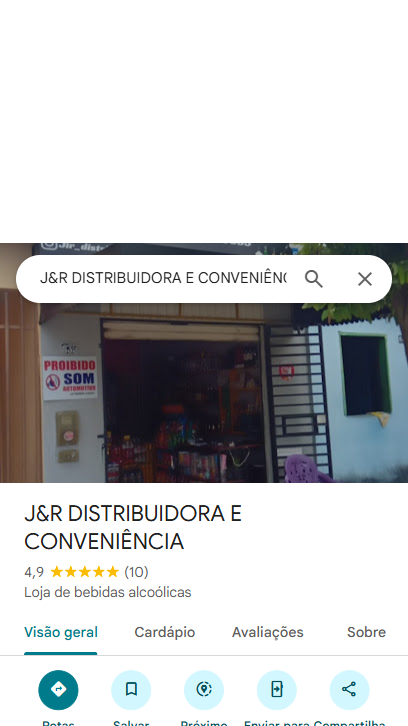 J&R DISTRIBUIDORA E CONVENIÊNC
PROIBIDO
SOM
AUTOMOTIVO
J&R DISTRIBUIDORA E
CONVENIÊNCIA
4,9 ★★★★★ (10)
Loja de bebidas alcoólicas
Visão geral Cardápio Avaliações Sobre
Rotas Salvar Próximo Enviar para Compartilha